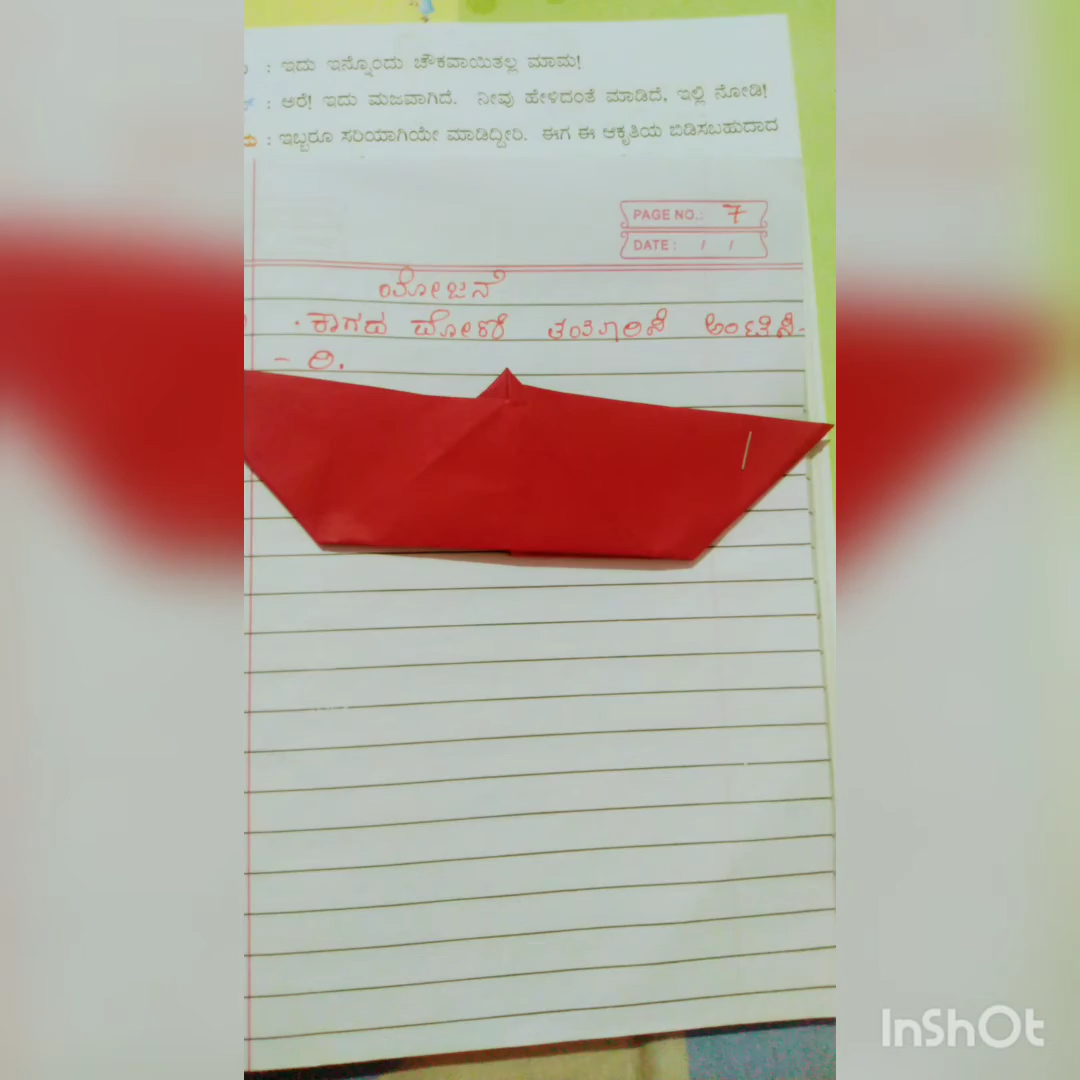 : ಇದು ಇನ್ನೊಂದು ಚೌಕವಾಯಿತಲ್ಲ ಮಾಮ!
: ಅರೆ! ಇದು ಮಜವಾಗಿದೆ. ನೀವು ಹೇಳಿದಂತೆ ಮಾಡಿದೆ, ಇಲ್ಲಿ ನೋಡಿ!
: ಇಬ್ಬರೂ ಸರಿಯಾಗಿಯೇ ಮಾಡಿದ್ದೀರಿ. ಈಗ ಈ ಆಕೃತಿಯ ಬಿಡಿಸಬಹುದಾದ
PAGE NO.: 7
DATE : / /
ಯೋಜನೆ
• ಕಾಗದ ದೋಣಿ ತಯಾರಿಸಿ ಅಂಟಿಸಿ-
- ರಿ.
InShOt